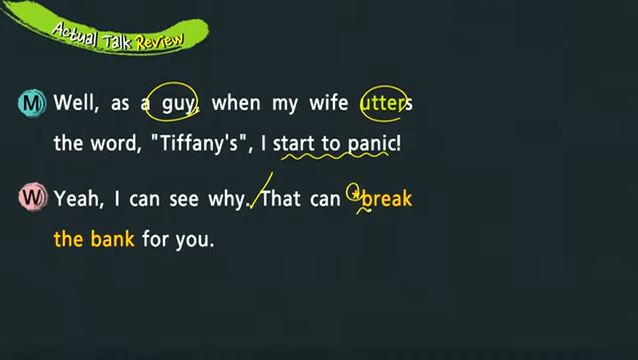 Actual Talk Review
M Well, as a guy, when my wife utters
the word, "Tiffany's", I start to panic!
W Yeah, I can see why. That can *break
the bank for you.